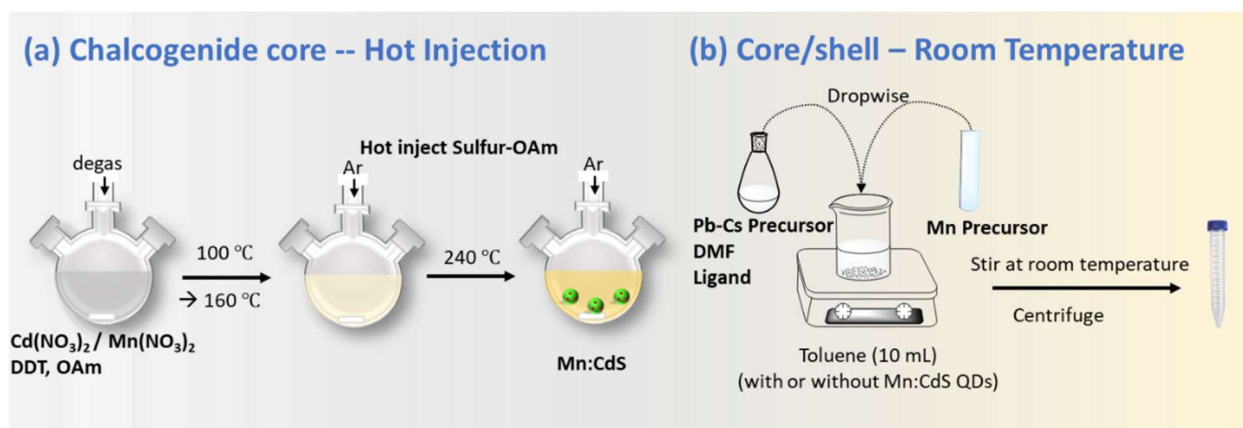 (a) Chalcogenide core -- Hot Injection
degas
Ar
Hot inject Sulfur-OAm
Ar
100 °C
→ 160 °C
240 °C
Cd(NO₃)₂ / Mn(NO₃)₂
DDT, OAm
Mn:CdS
(b) Core/shell – Room Temperature
Dropwise
Pb-Cs Precursor
DMF
Ligand
Mn Precursor
Stir at room temperature
Centrifuge
Toluene (10 mL)
(with or without Mn:CdS QDs)